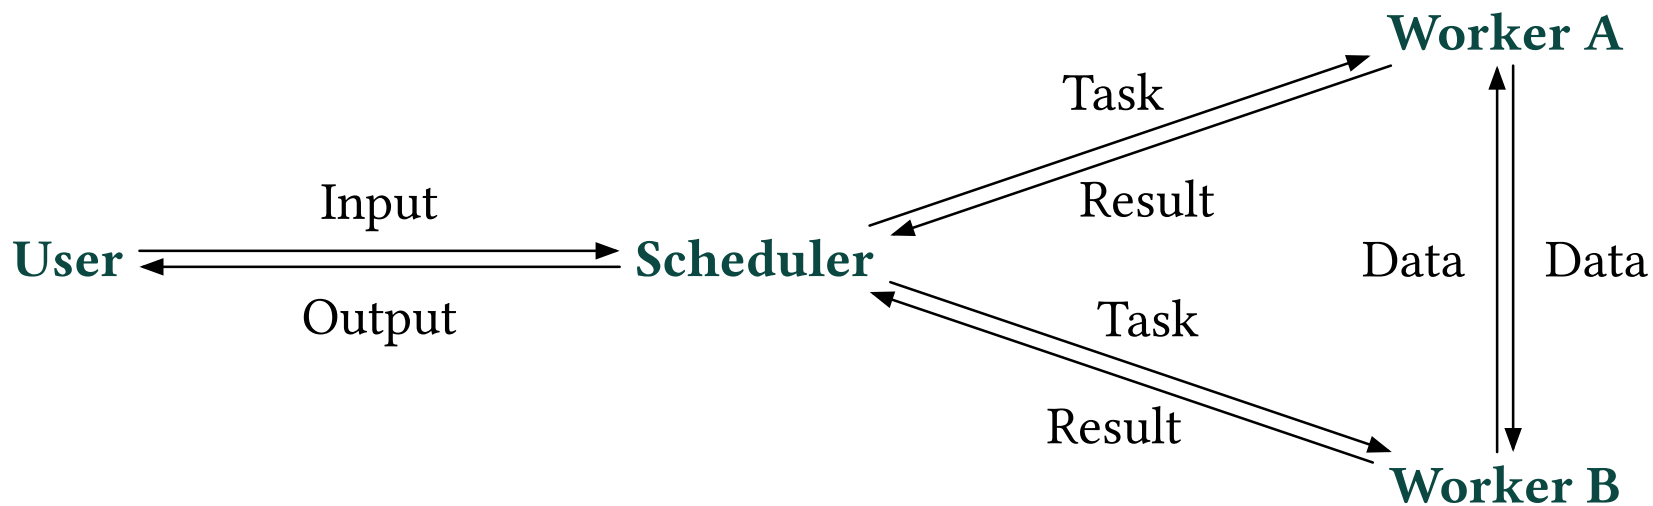 Worker A
Task
Input
Result
User
Scheduler
Data
Data
Output
Task
Result
Worker B